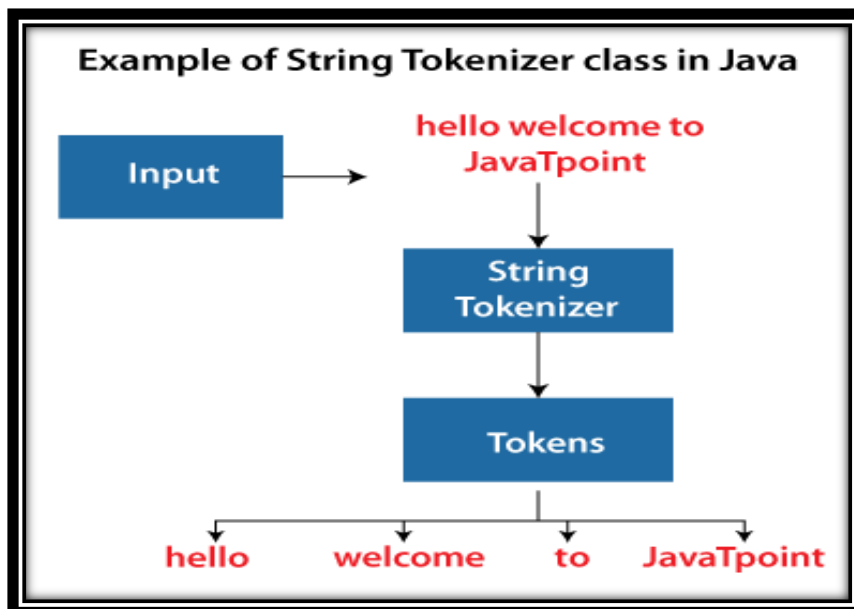 Example of String Tokenizer class in Java
hello welcome to
JavaTpoint
Input
String
Tokenizer
Tokens
hello welcome to JavaTpoint